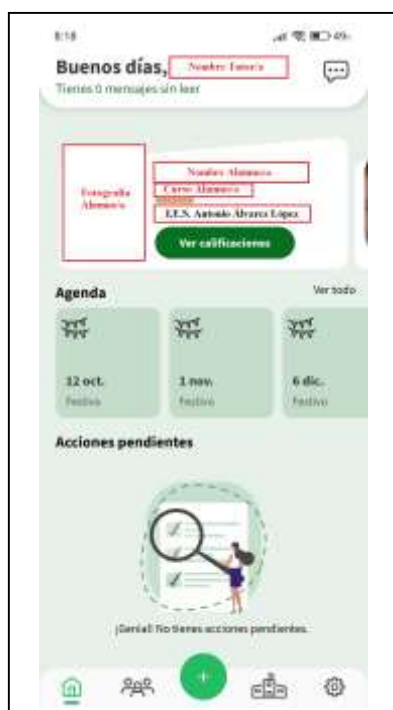 8:18
49
Buenos días, Nombre Tutor/a
Tienes 0 mensajes sin leer
Fotografía
Alumno/a
Nombre Alumno/a
Curso Alumno/a
I.E.S. Antonio Álvarez López
Ver calificaciones
Agenda
Ver todo
12 oct.
1 nov.
6 dic.
Festivo
Festivo
Festivo
Acciones pendientes
¡Genial! No tienes acciones pendientes.